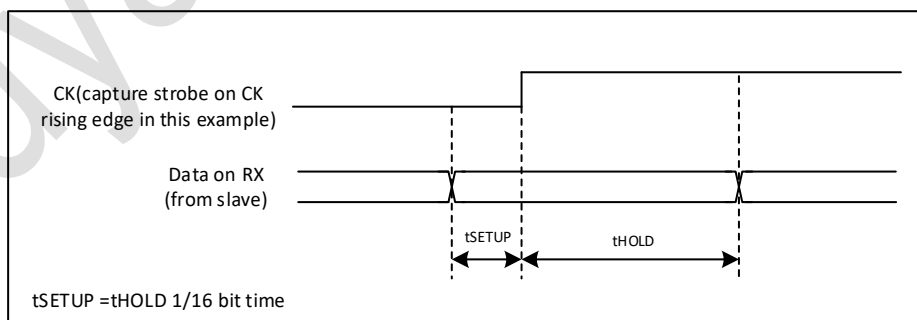 CK(capture strobe on CK
rising edge in this example)
Data on RX
(from slave)
tSETUP
tHOLD
tSETUP =tHOLD 1/16 bit time